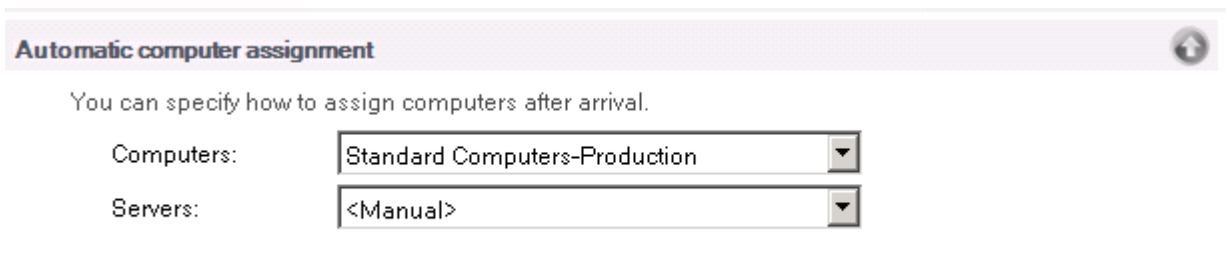 Automatic computer assignment
You can specify how to assign computers after arrival.
Computers: Standard Computers-Production
Servers: <Manual>